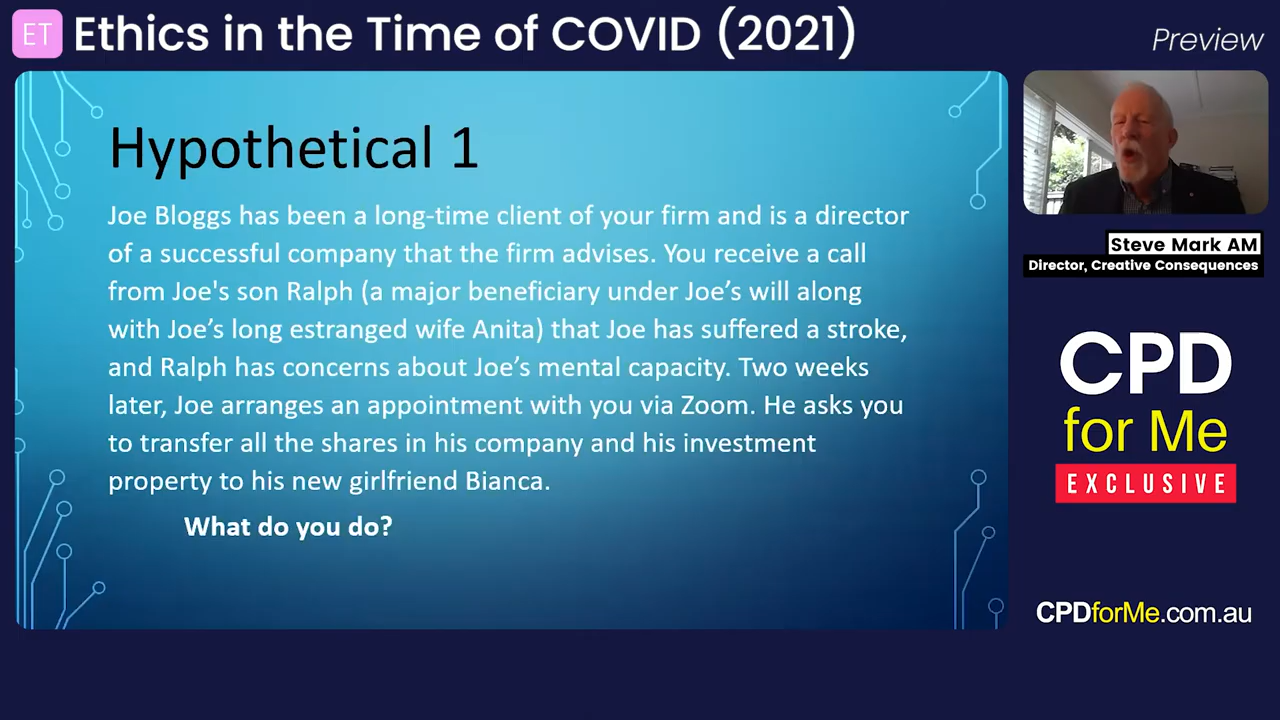 ET Ethics in the Time of COVID (2021)
Preview
Hypothetical 1
Joe Bloggs has been a long-time client of your firm and is a director
of a successful company that the firm advises. You receive a call
from Joe's son Ralph (a major beneficiary under Joe’s will along
with Joe’s long estranged wife Anita) that Joe has suffered a stroke,
and Ralph has concerns about Joe’s mental capacity. Two weeks
later, Joe arranges an appointment with you via Zoom. He asks you
to transfer all the shares in his company and his investment
property to his new girlfriend Bianca.
What do you do?
Steve Mark AM
Director, Creative Consequences
CPD
for Me
EXCLUSIVE
CPDforMe.com.au